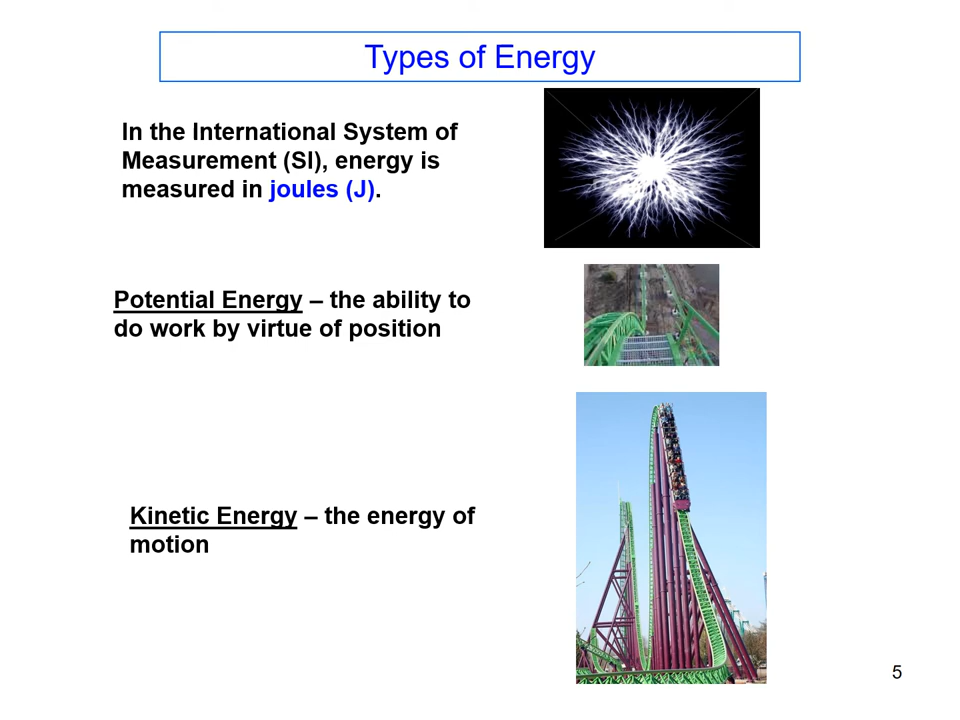 Types of Energy
In the International System of
Measurement (SI), energy is
measured in joules (J).
Potential Energy – the ability to
do work by virtue of position
Kinetic Energy – the energy of
motion
5